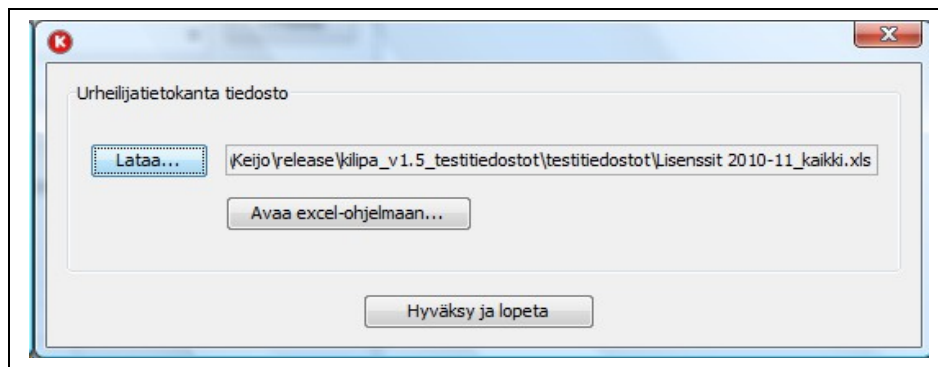 K
Urheilijatietokanta tiedosto
Lataa... Keijo\release\kilipa_v1.5_testitiedostot\testitiedostot\Lisenssit 2010-11_kaikki.xls
Avaa excel-ohjelmaan...
Hyväksy ja lopeta